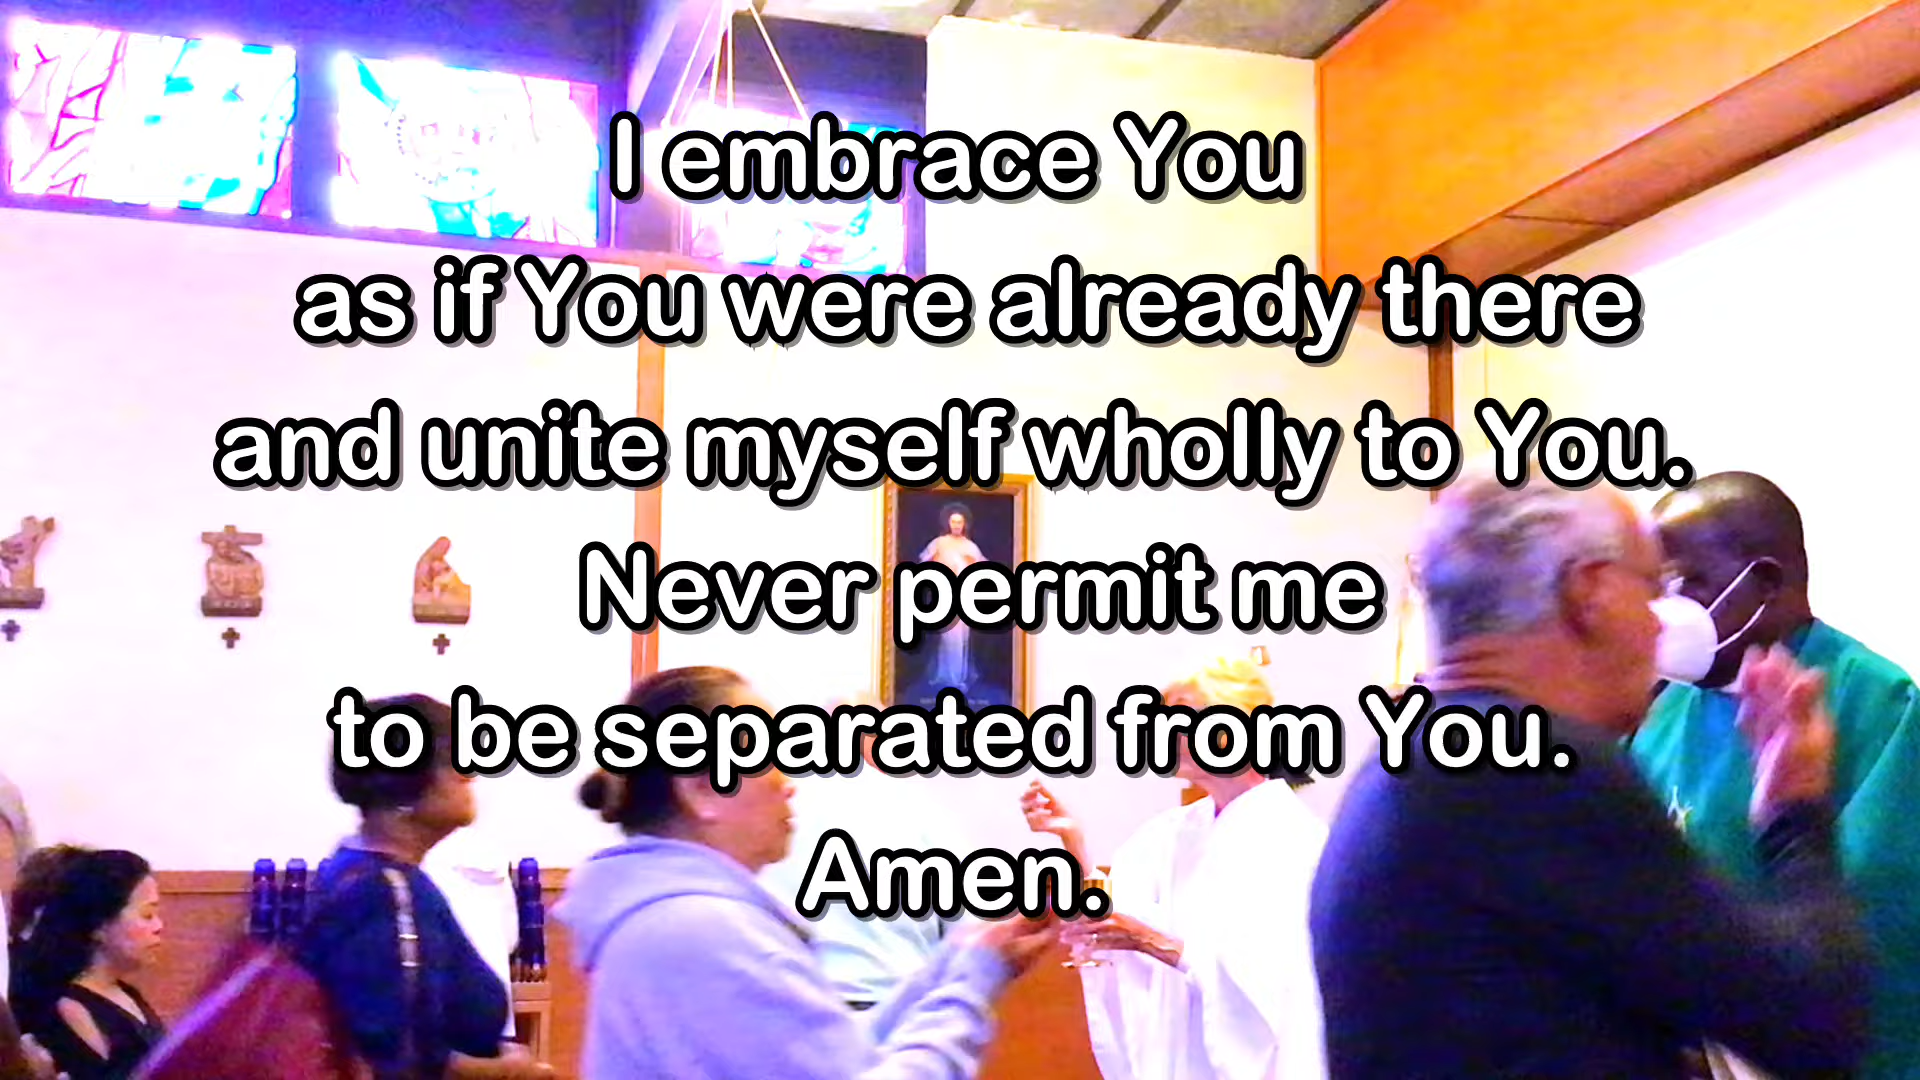 I embrace You
as if You were already there
and unite myself wholly to You.
Never permit me
to be separated from You.
Amen.